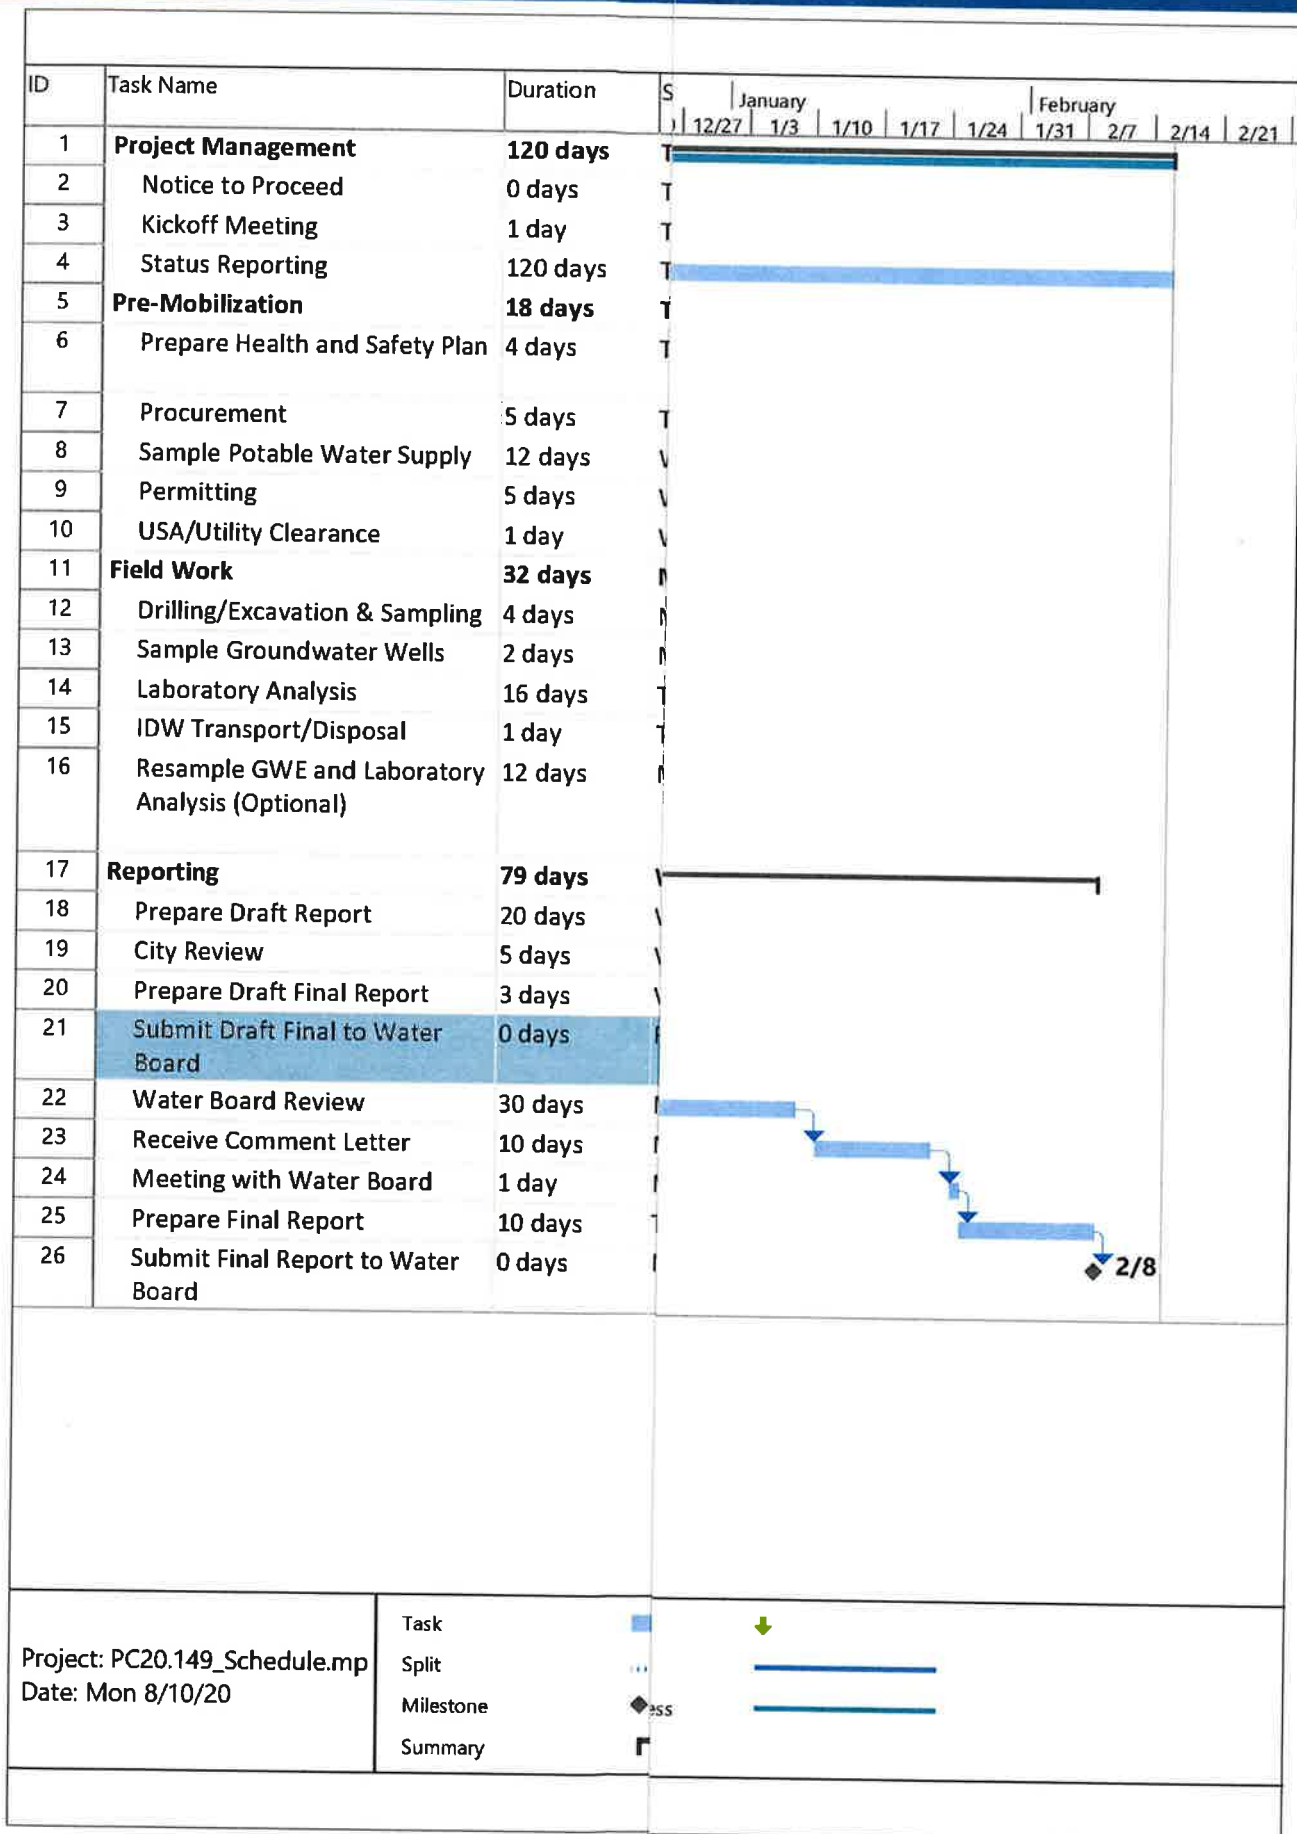 ID Task Name Duration S January February
12/27 1/3 1/10 1/17 1/24 1/31 2/7 2/14 2/21
1 Project Management 120 days T
2 Notice to Proceed 0 days T
3 Kickoff Meeting 1 day T
4 Status Reporting 120 days T
5 Pre-Mobilization 18 days T
6 Prepare Health and Safety Plan 4 days T
7 Procurement 5 days T
8 Sample Potable Water Supply 12 days
9 Permitting 5 days
10 USA/Utility Clearance 1 day
11 Field Work 32 days
12 Drilling/Excavation & Sampling 4 days
13 Sample Groundwater Wells 2 days
14 Laboratory Analysis 16 days
15 IDW Transport/Disposal 1 day
16 Resample GWE and Laboratory 12 days
Analysis (Optional)
17 Reporting 79 days
18 Prepare Draft Report 20 days
19 City Review 5 days
20 Prepare Draft Final Report 3 days
21 Submit Draft Final to Water 0 days
Board
22 Water Board Review 30 days
23 Receive Comment Letter 10 days
24 Meeting with Water Board 1 day
25 Prepare Final Report 10 days
26 Submit Final Report to Water 0 days 2/8
Board
Project: PC20.149_Schedule.mp
Date: Mon 8/10/20
Task
Split
Milestone ess
Summary